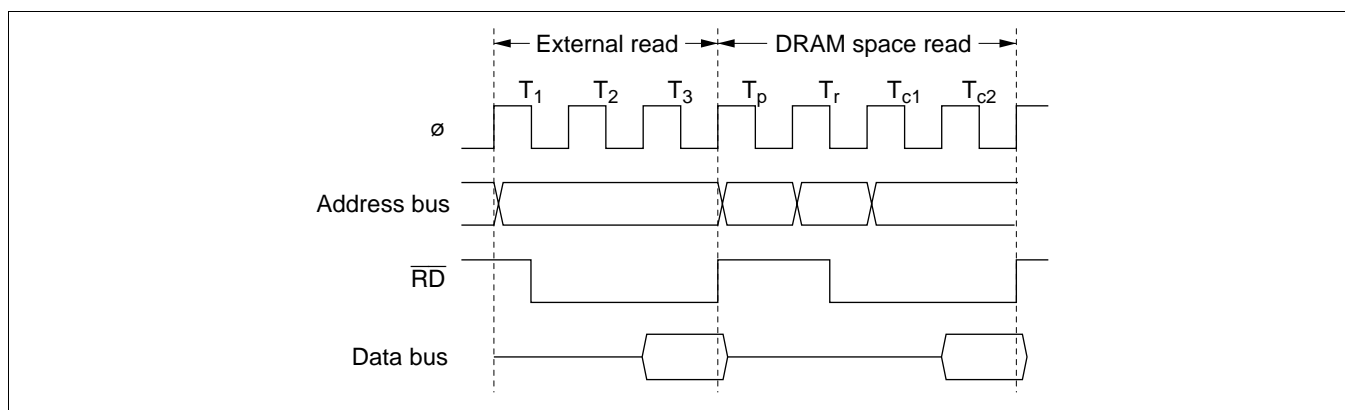 External read DRAM space read
T1 T2 T3 Tp Tr Tc1 Tc2
ø
Address bus
RD
Data bus